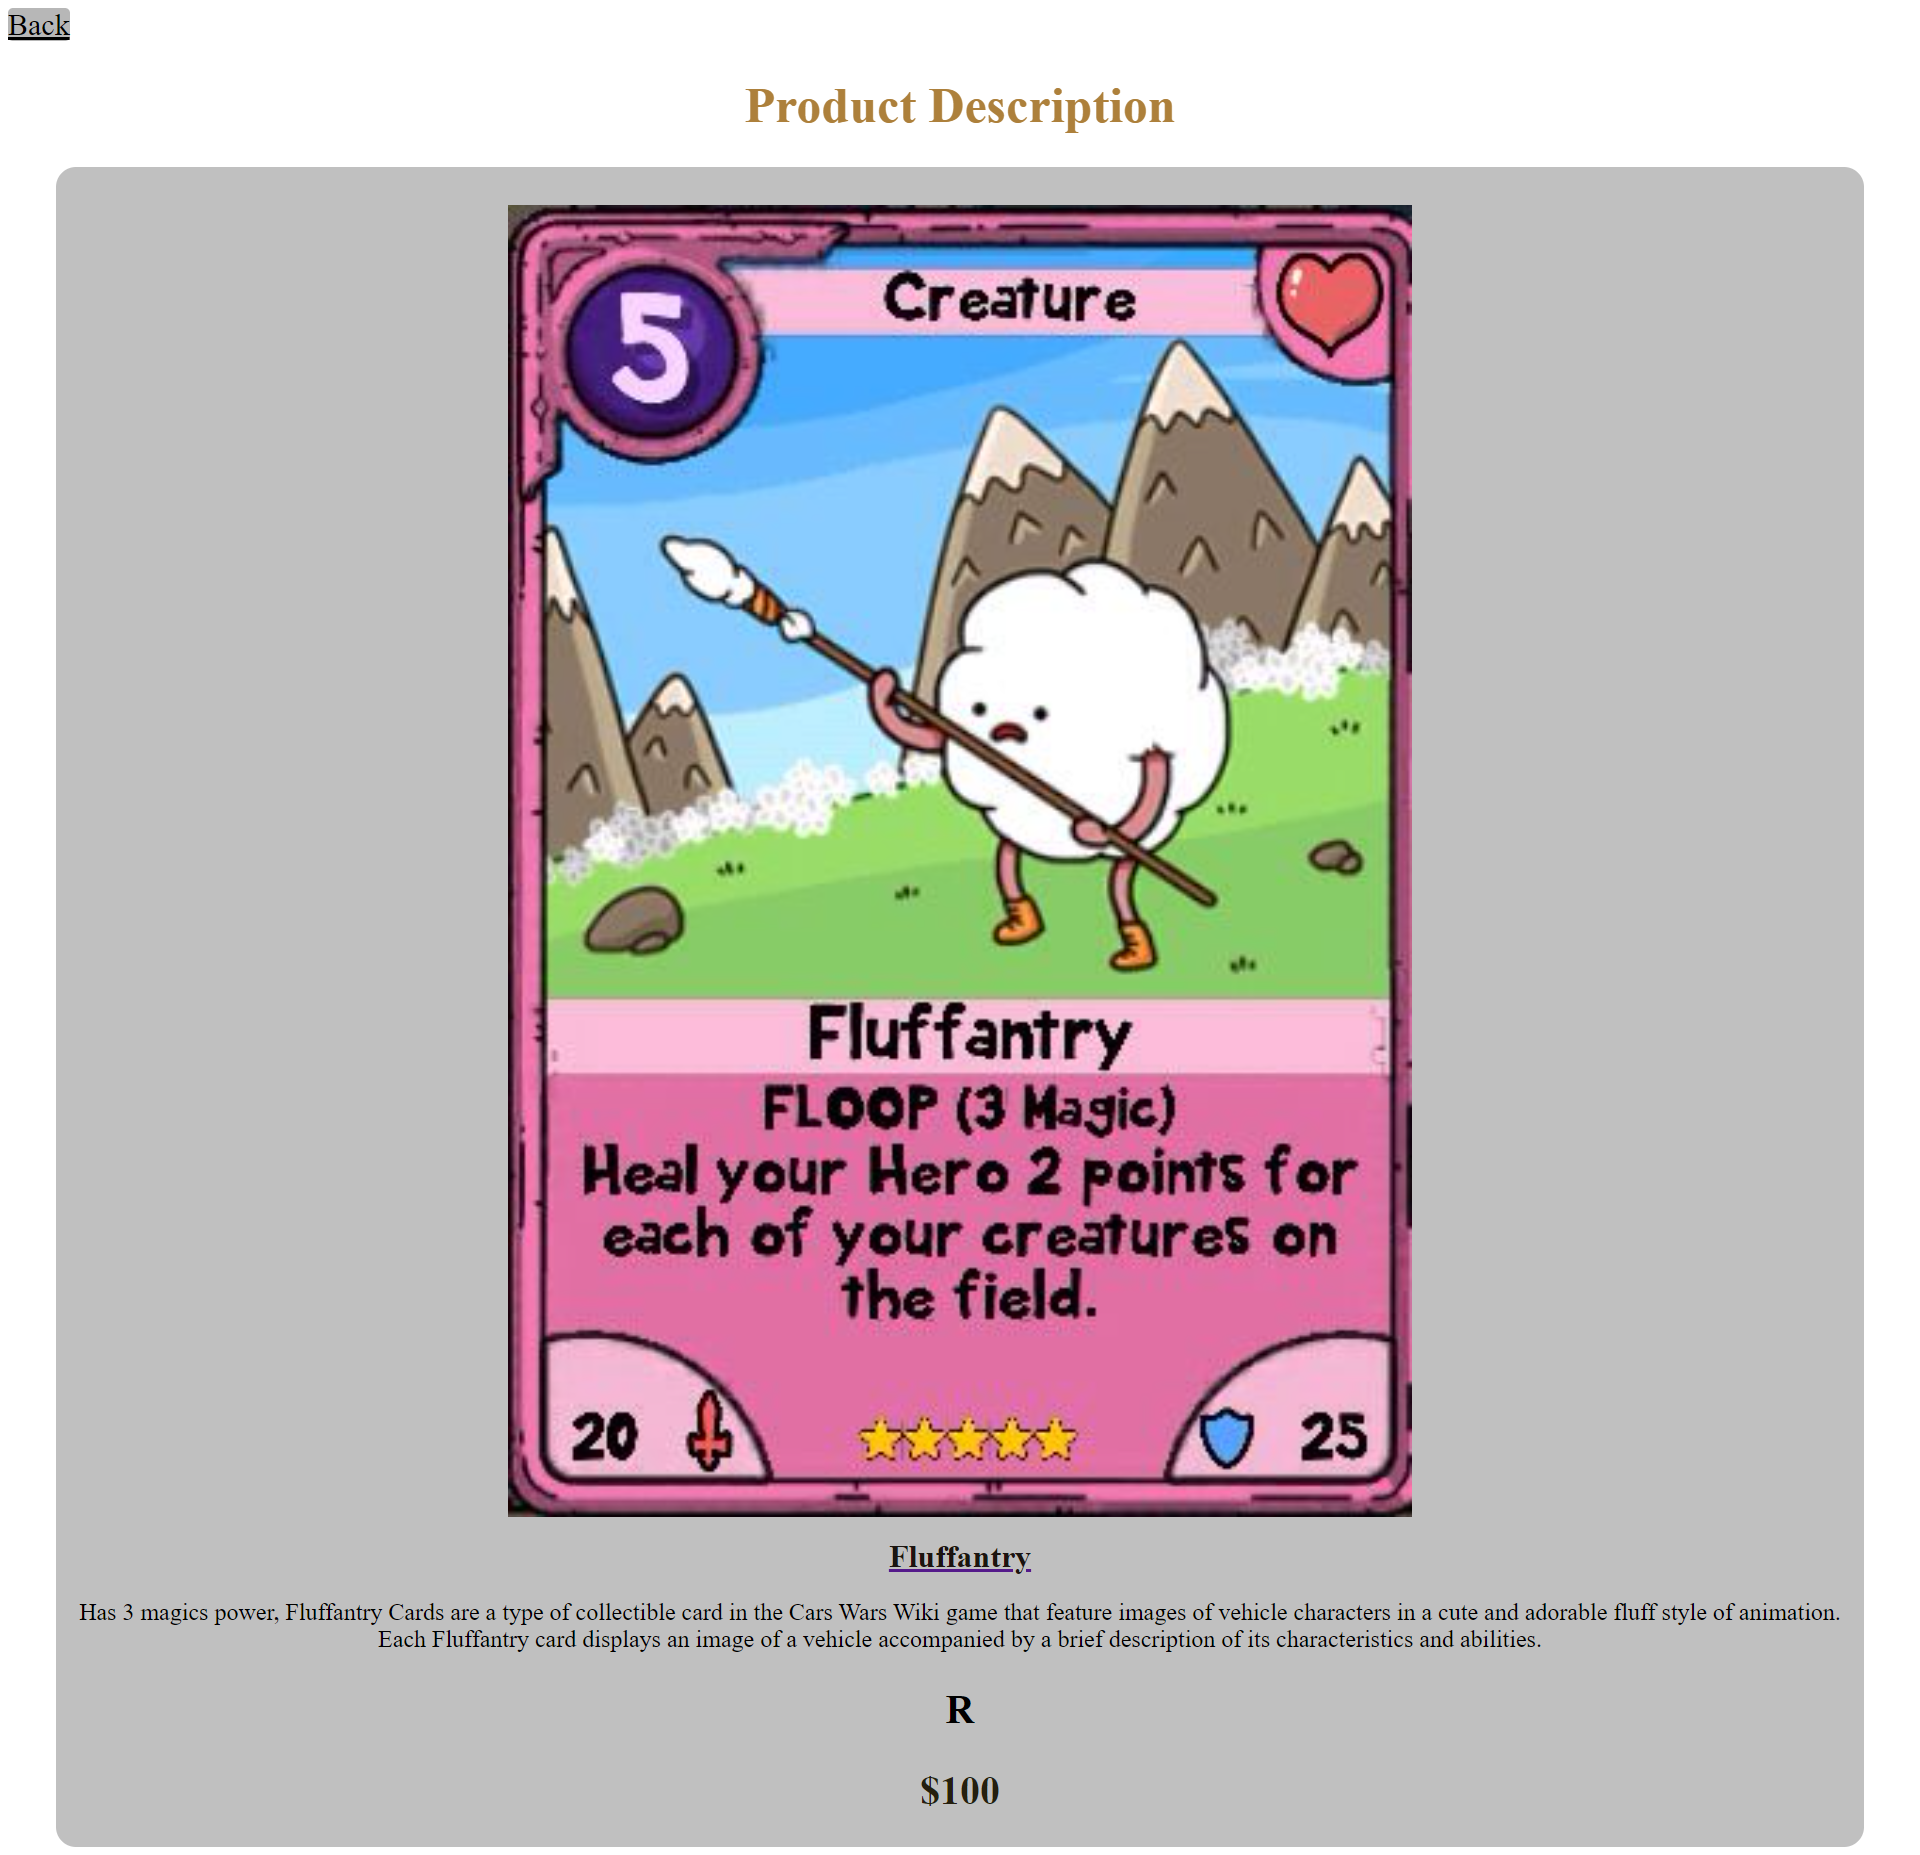 Back
Product Description
5
Creature
Fluffantry
FLOOP (3 Magic)
Heal your Hero 2 points for
each of your creatures on
the field.
20
25
Fluffantry
Has 3 magics power, Fluffantry Cards are a type of collectible card in the Cars Wars Wiki game that feature images of vehicle characters in a cute and adorable fluff style of animation.
Each Fluffantry card displays an image of a vehicle accompanied by a brief description of its characteristics and abilities.
R
$100